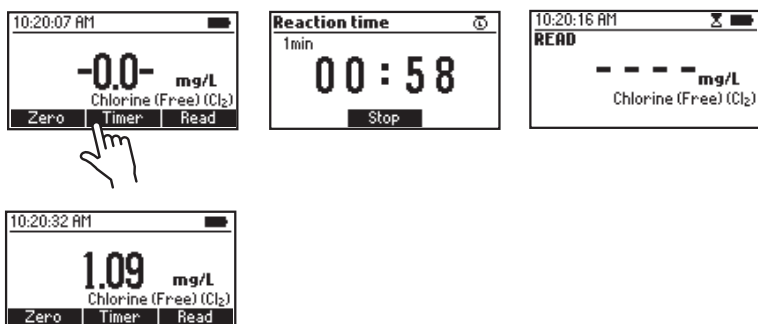 10:20:07 AM
-0.0- mg/L
Chlorine (Free) (Cl₂)
Zero Timer Read
Reaction time
1min
00:58
Stop
10:20:16 AM
READ
- - - - mg/L
Chlorine (Free) (Cl₂)
10:20:32 AM
1.09 mg/L
Chlorine (Free) (Cl₂)
Zero Timer Read